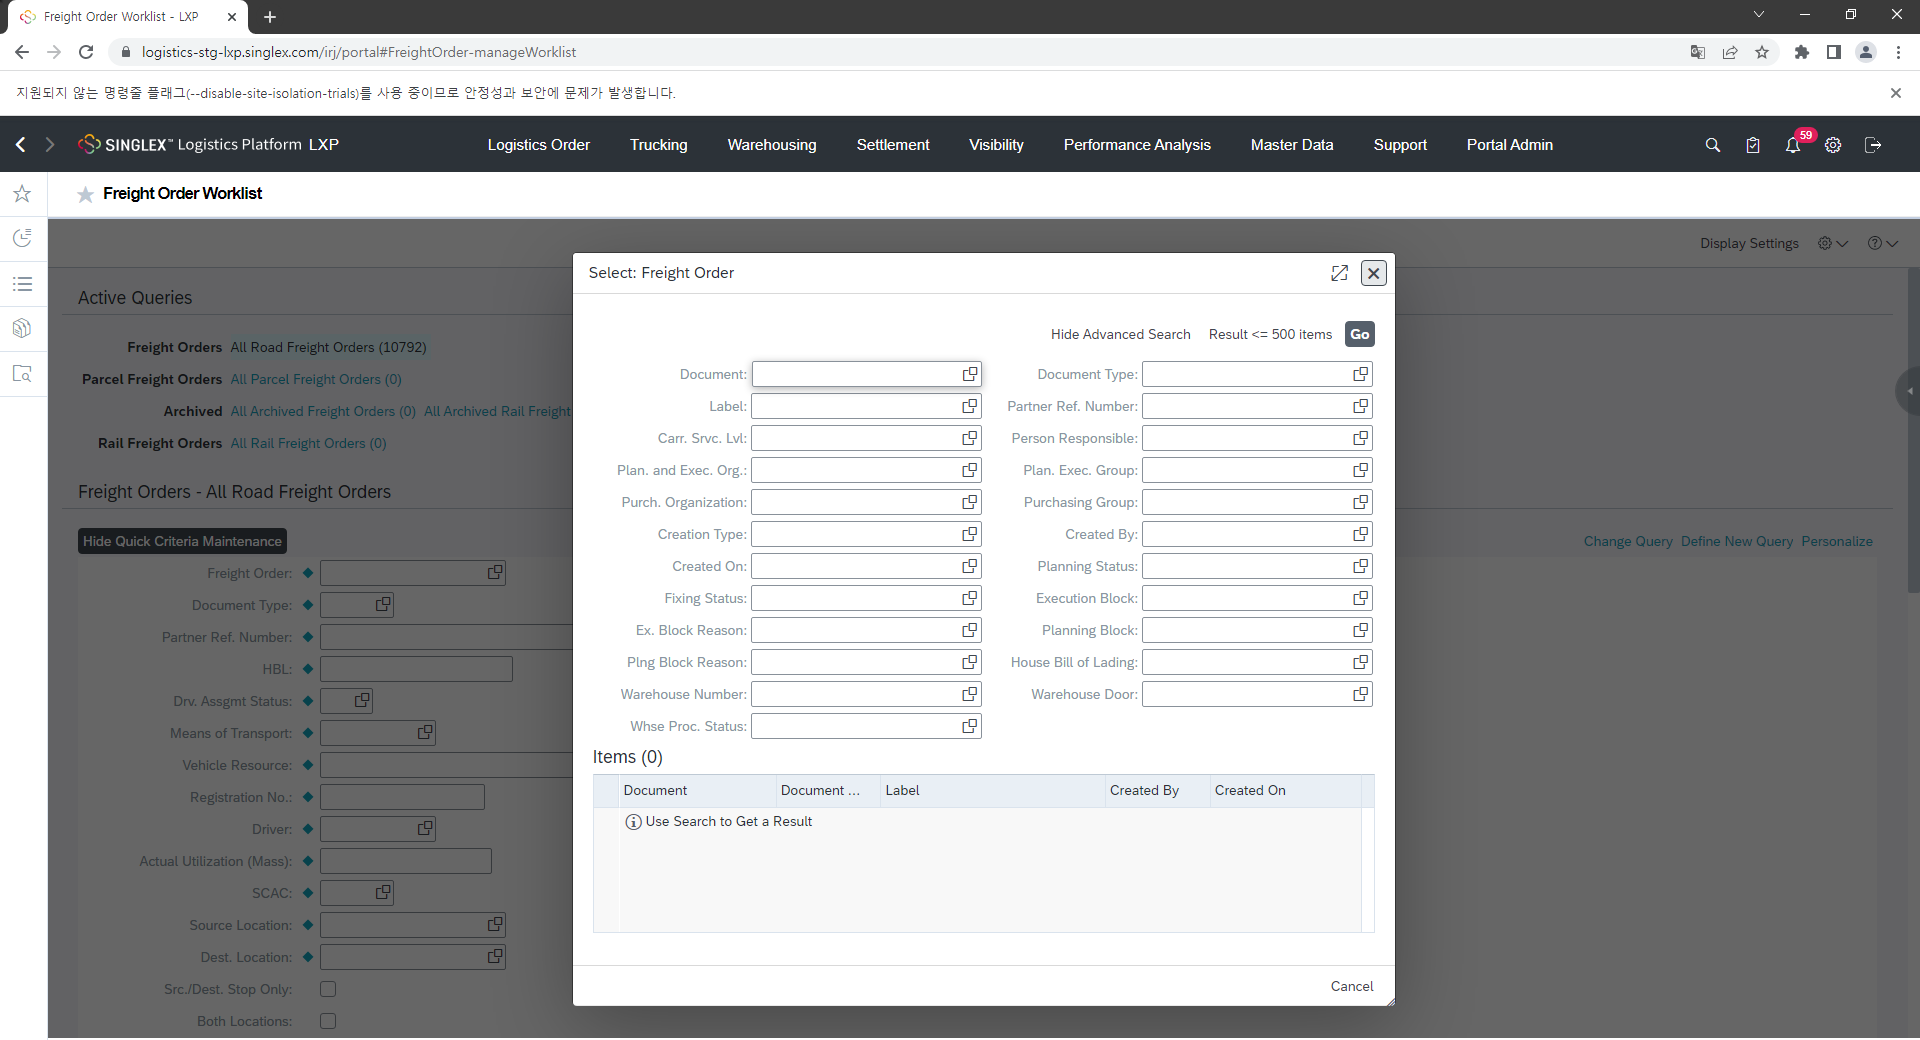 Freight Order Worklist - LXP
logistics-stg-lxp.singlex.com/irj/portal#FreightOrder-manageWorklist
지원되지 않는 명령줄 플래그(--disable-site-isolation-trials)를 사용 중이므로 안정성과 보안에 문제가 발생합니다.
SINGLEX™ Logistics Platform LXP
Logistics Order Trucking Warehousing Settlement Visibility Performance Analysis Master Data Support Portal Admin
59
Freight Order Worklist
Display Settings
Active Queries
Freight Orders All Road Freight Orders (10792)
Parcel Freight Orders All Parcel Freight Orders (0)
Archived All Archived Freight Orders (0) All Archived Rail Freight
Rail Freight Orders All Rail Freight Orders (0)
Freight Orders - All Road Freight Orders
Hide Quick Criteria Maintenance
Change Query Define New Query Personalize
Freight Order:
Document Type:
Partner Ref. Number:
HBL:
Drv. Assgmt Status:
Means of Transport:
Vehicle Resource:
Registration No.:
Driver:
Actual Utilization (Mass):
SCAC:
Source Location:
Dest. Location:
Src./Dest. Stop Only:
Both Locations:
Select: Freight Order
Hide Advanced Search Result <= 500 items Go
Document: Document Type:
Label: Partner Ref. Number:
Carr. Srvc. Lvl: Person Responsible:
Plan. and Exec. Org.: Plan. Exec. Group:
Purch. Organization: Purchasing Group:
Creation Type: Created By:
Created On: Planning Status:
Fixing Status: Execution Block:
Ex. Block Reason: Planning Block:
Plng Block Reason: House Bill of Lading:
Warehouse Number: Warehouse Door:
Whse Proc. Status:
Items (0)
Document Document ... Label Created By Created On
Use Search to Get a Result
Cancel